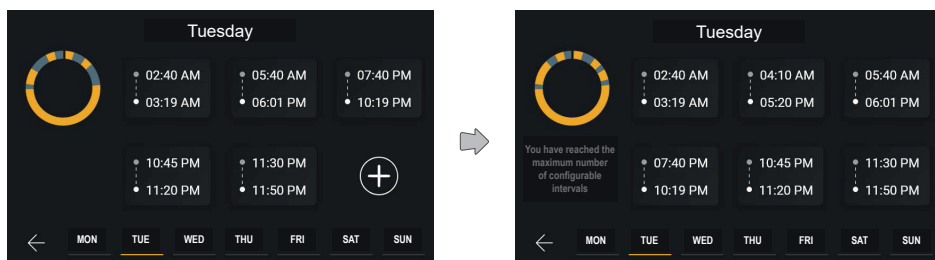 Tuesday
02:40 AM
03:19 AM
05:40 AM
06:01 PM
07:40 PM
10:19 PM
10:45 PM
11:20 PM
11:30 PM
11:50 PM
MON TUE WED THU FRI SAT SUN
Tuesday
02:40 AM
03:19 AM
04:10 AM
05:20 PM
05:40 AM
06:01 PM
You have reached the
maximum number
of configurable
intervals
07:40 PM
10:19 PM
10:45 PM
11:20 PM
11:30 PM
11:50 PM
MON TUE WED THU FRI SAT SUN